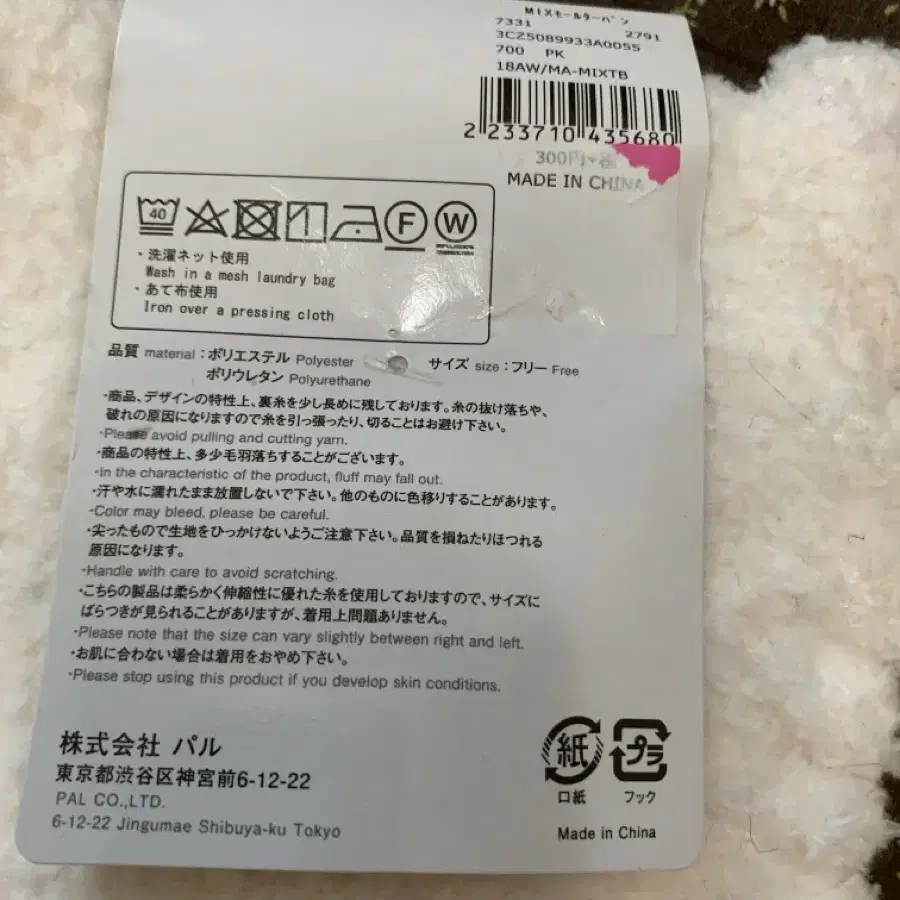 MIXモールターバン
7331 2791
3CZ5089933A0055
700 PK
18AW/MA-MIXTB
2 233710 435680
300円+
MADE IN CHINA
40
F W
・洗濯ネット使用
Wash in a mesh laundry bag
・あて布使用
Iron over a pressing cloth
品質 material：ポリエステル Polyester サイズ size：フリー Free
ポリウレタン Polyurethane
・商品、デザインの特性上、裏糸を少し長めに残しております。糸の抜け落ちや、
破れの原因になりますので糸を引っ張ったり、切ることはお避け下さい。
・Please avoid pulling and cutting yarn.
・商品の特性上、多少毛羽落ちすることがございます。
・In the characteristic of the product, fluff may fall out.
・汗や水に濡れたまま放置しないで下さい。他のものに色移りすることがあります。
・Color may bleed, please be careful.
・尖ったもので生地をひっかけないようご注意下さい。品質を損ねたりほつれる
原因になります。
・Handle with care to avoid scratching.
・こちらの製品は柔らかく伸縮性に優れた糸を使用しておりますので、サイズに
ばらつきが見られることがありますが、着用上問題ありません。
・Please note that the size can vary slightly between right and left.
・お肌に合わない場合は着用をおやめ下さい。
・Please stop using this product if you develop skin conditions.
株式会社 パル
東京都渋谷区神宮前6-12-22
PAL CO.,LTD.
6-12-22 Jingumae Shibuya-ku Tokyo
紙 プラ
口紙 フック
Made in China